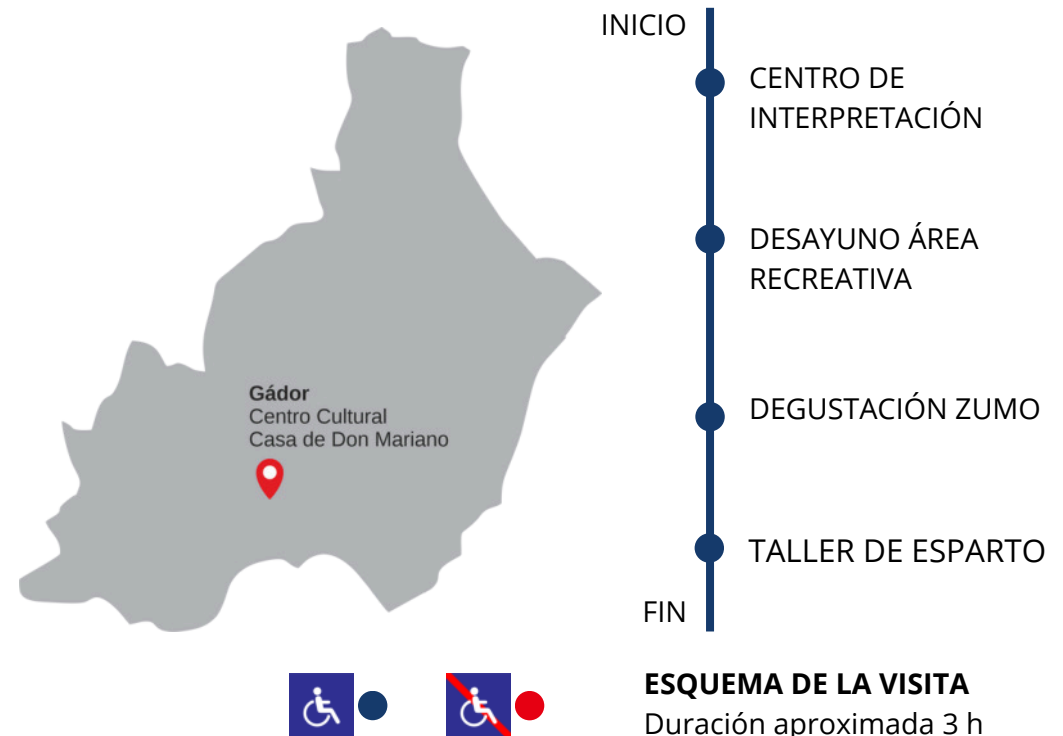 INICIO
CENTRO DE
INTERPRETACIÓN
DESAYUNO ÁREA
RECREATIVA
Gádor
Centro Cultural
Casa de Don Mariano
DEGUSTACIÓN ZUMO
TALLER DE ESPARTO
FIN
ESQUEMA DE LA VISITA
Duración aproximada 3 h